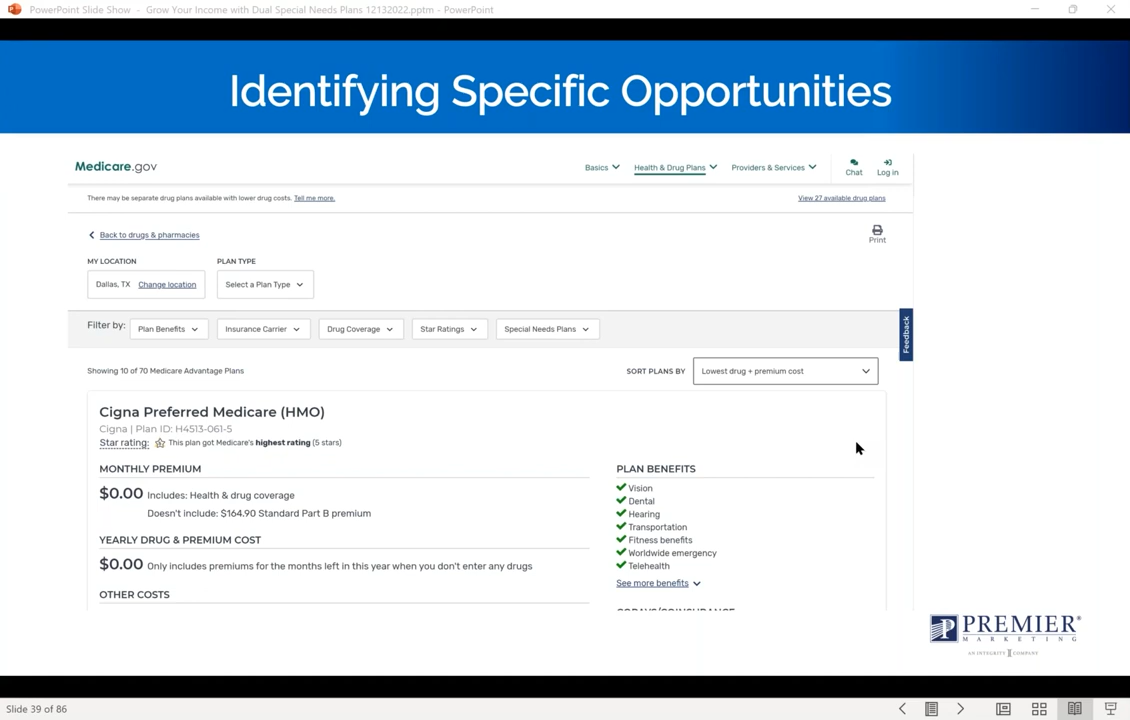 PowerPoint Slide Show - Grow Your Income with Dual Special Needs Plans 12132022.pptm - PowerPoint
Identifying Specific Opportunities
Medicare.gov
Basics
Health & Drug Plans
Providers & Services
Chat
Log in
There may be separate drug plans available with lower drug costs. Tell me more.
View 27 available drug plans
Back to drugs & pharmacies
Print
MY LOCATION
PLAN TYPE
Dallas, TX Change location
Select a Plan Type
Filter by:
Plan Benefits
Insurance Carrier
Drug Coverage
Star Ratings
Special Needs Plans
Feedback
Showing 10 of 70 Medicare Advantage Plans
SORT PLANS BY
Lowest drug + premium cost
Cigna Preferred Medicare (HMO)
Cigna | Plan ID: H4513-061-5
Star rating: This plan got Medicare's highest rating (5 stars)
MONTHLY PREMIUM
$0.00 Includes: Health & drug coverage
Doesn't include: $164.90 Standard Part B premium
YEARLY DRUG & PREMIUM COST
$0.00 Only includes premiums for the months left in this year when you don't enter any drugs
OTHER COSTS
PLAN BENEFITS
Vision
Dental
Hearing
Transportation
Fitness benefits
Worldwide emergency
Telehealth
See more benefits
COPAYS/COINSURANCE
PREMIER®
MARKETING
AN INTEGRITY COMPANY
Slide 39 of 86